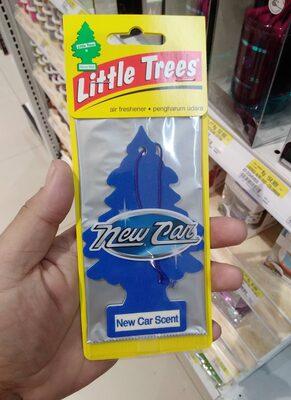 Little Trees
air freshener • pengharum udara
New Car
New Car Scent